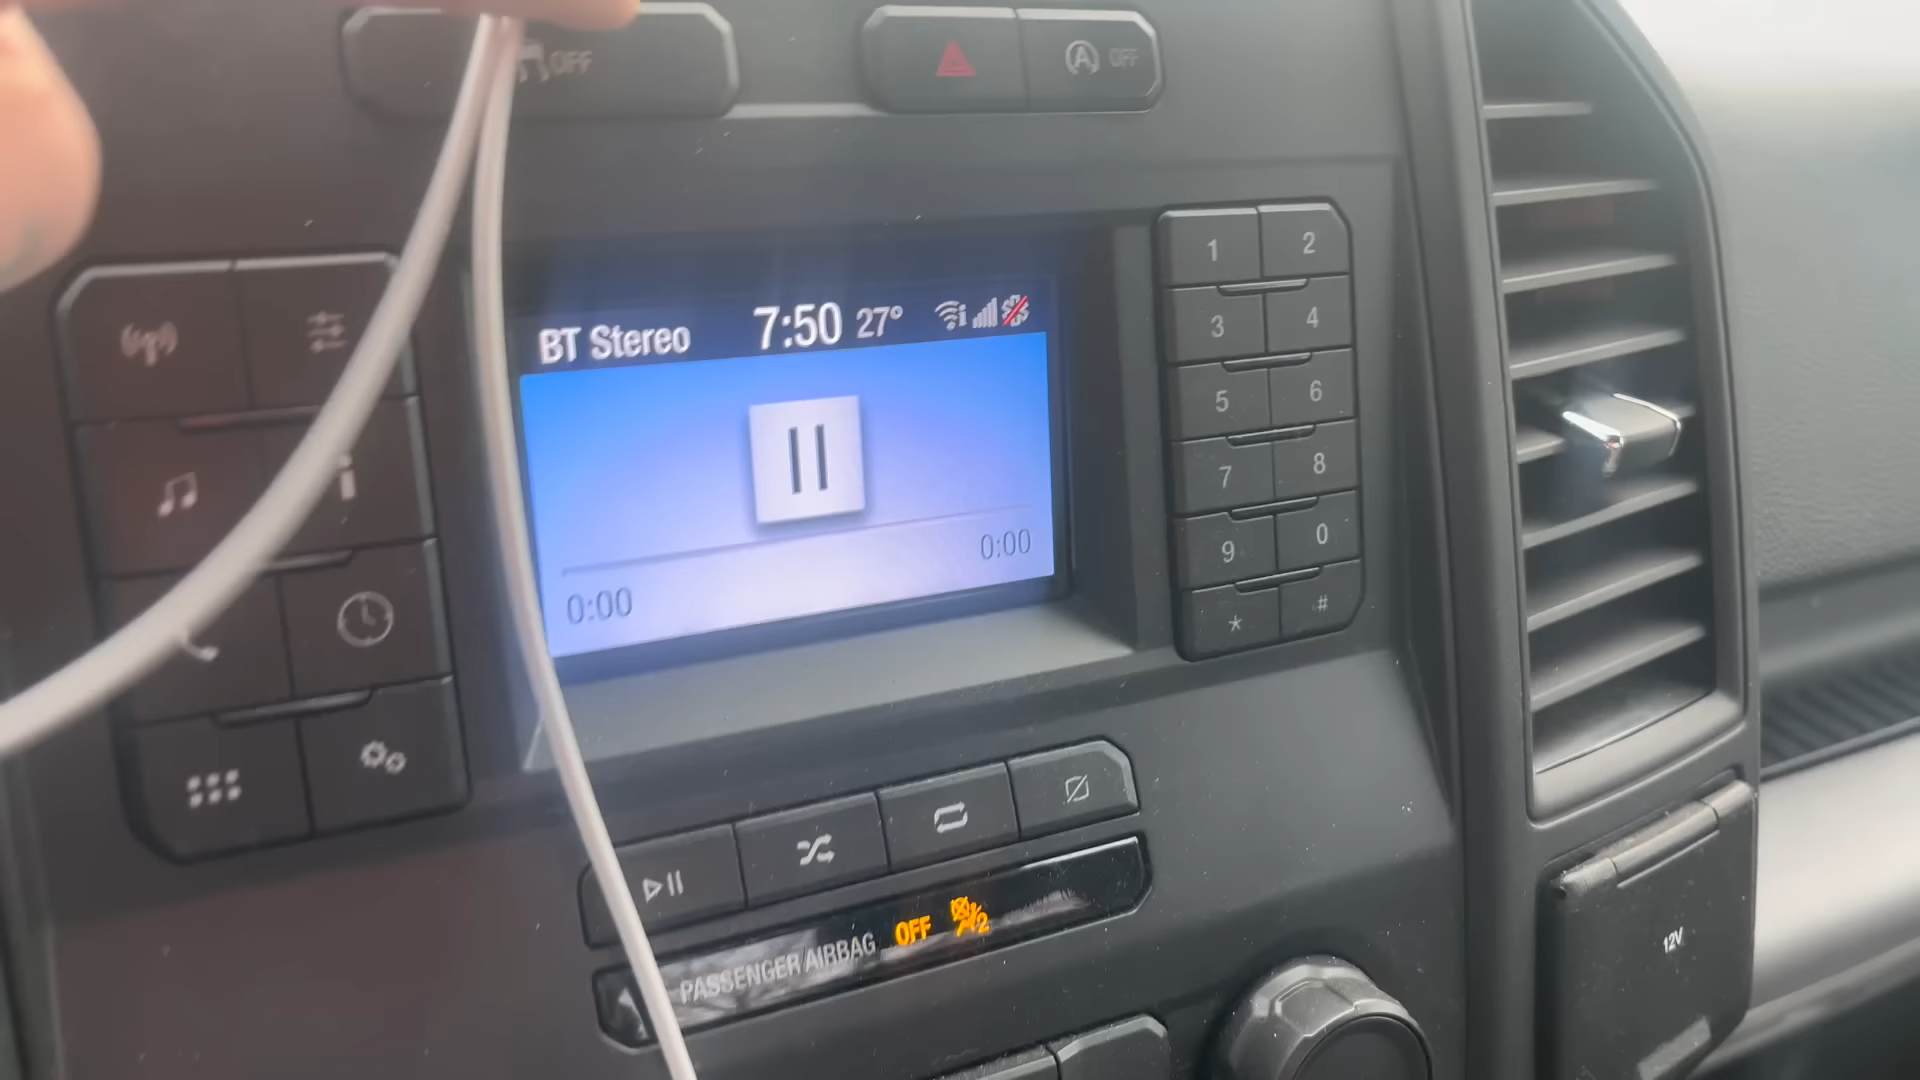 OFF
A OFF
BT Stereo 7:50 27°
0:00
0:00
1 2
3 4
5 6
7 8
9 0
* #
i
PASSENGER AIRBAG OFF 2
12V